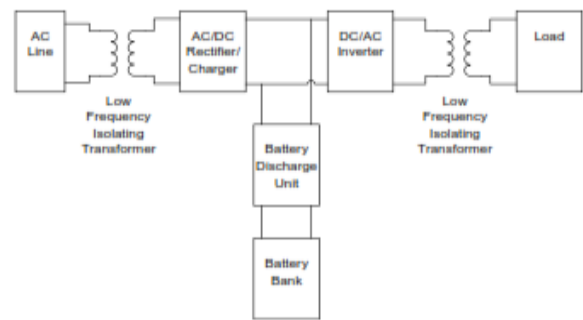 AC
Line
AC/DC
Rectifier/
Charger
DC/AC
Inverter
Load
Low
Frequency
Isolating
Transformer
Low
Frequency
Isolating
Transformer
Battery
Discharge
Unit
Battery
Bank